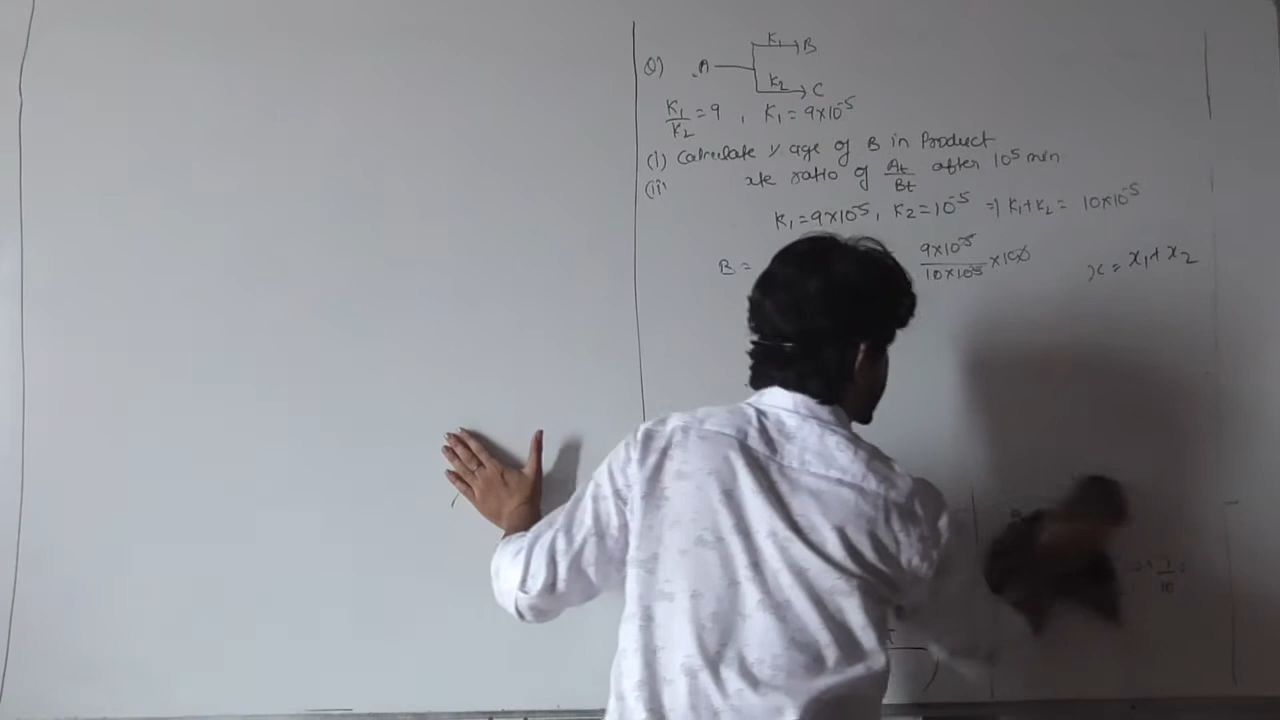 K₁ B
Q) A
K₂ C
K₁/K₂ = 9 , K₁ = 9×10⁻⁵
(i) Calculate % age of B in Product
(ii) ratio of At/Bt after 10⁵ min
K₁ = 9×10⁻⁵, K₂ = 10⁻⁵ ⇒ K₁+K₂ = 10×10⁻⁵
B = 9×10⁻⁵/10×10⁻⁵ ×100 x = x₁+x₂